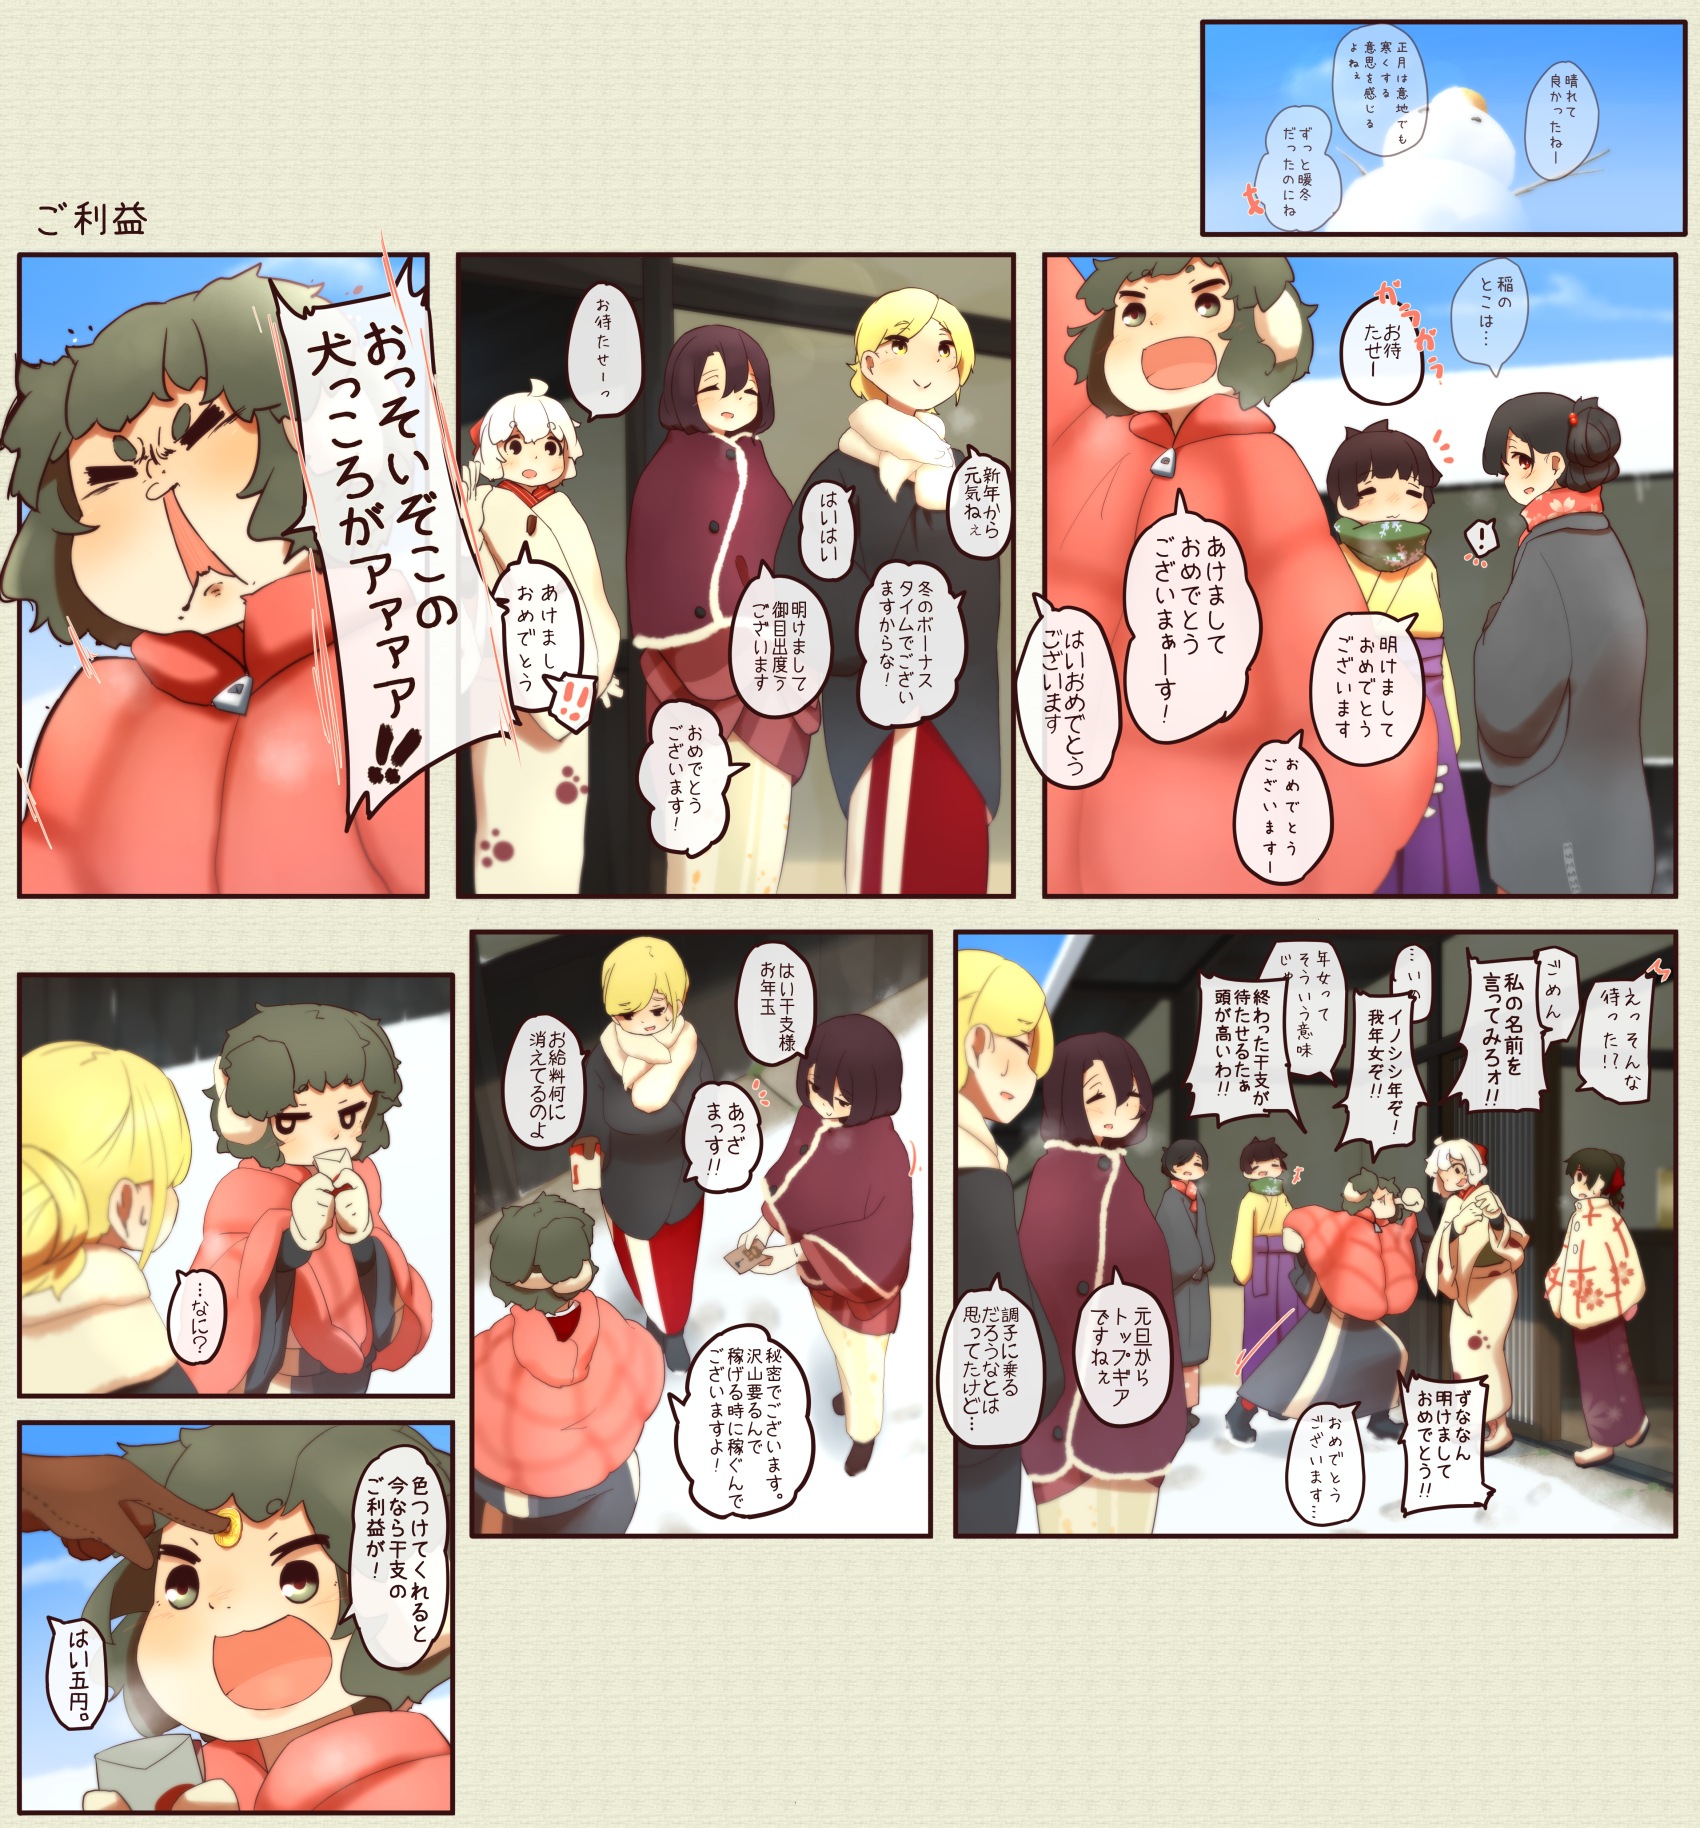 ご利益
晴れて
良かったねー
正月は意地でも
寒くする
意思を感じる
よねぇ
ずっと暖冬
だったのにね
稲の
とこは…
がらがらっ
お待
たせー
!
あけまして
おめでとう
ございまぁーす!
明けまして
おめでとう
ございます
おめでとう
ございますー
はいおめでとう
ございます
新年から
元気ねぇ
冬のボーナス
タイムでござい
ますからな!
はいはい
明けまして
御目出度う
ございます
おめでとう
ございます!
お待たせーっ
あけまし
おめでとう
!!
おっそいぞこの
犬っころがァァァァ!!
えっそんな
待った!?
ごめん
私の名前を
言ってみろォ!!
…いの
イノシシ年ぞ!
我年女ぞ!!
年女って
そういう意味
じゃ
終わった干支が
待たせるたぁ
頭が高いわ!!
ずななん
明けまして
おめでとう!!
おめでとう
ございます…
元旦から
トップギア
ですねぇ
調子に乗る
だろうなとは
思ってたけど…
はい干支様
お年玉
あっざ
まっす!!
お給料何に
消えてるのよ
秘密でございます。
沢山要るんで
稼げる時に稼ぐんで
ございますよ!
…なに?
色つけてくれると
今なら干支の
ご利益が!
はい五円。